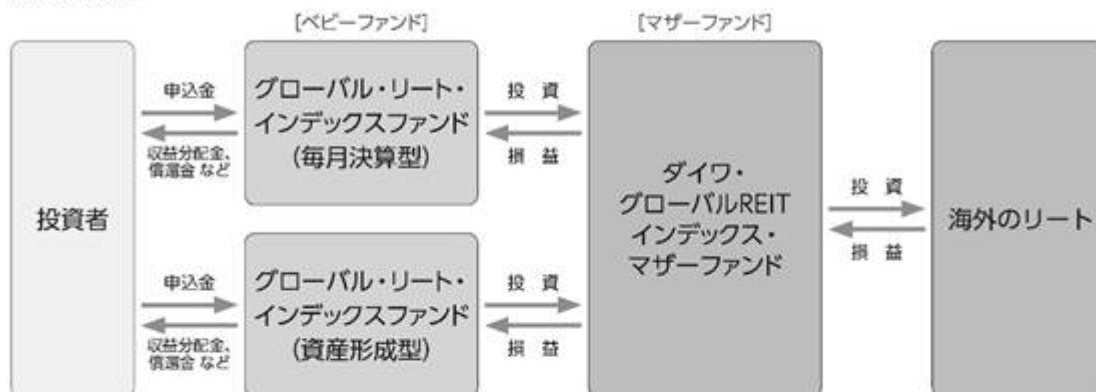 [ベビーファンド]
[マザーファンド]
投資者
申込金
収益分配金、
償還金 など
グローバル・リート・
インデックスファンド
(毎月決算型)
投 資
損 益
申込金
収益分配金、
償還金 など
グローバル・リート・
インデックスファンド
(資産形成型)
投 資
損 益
ダイワ・
グローバルREIT
インデックス・
マザーファンド
投 資
損 益
海外のリート